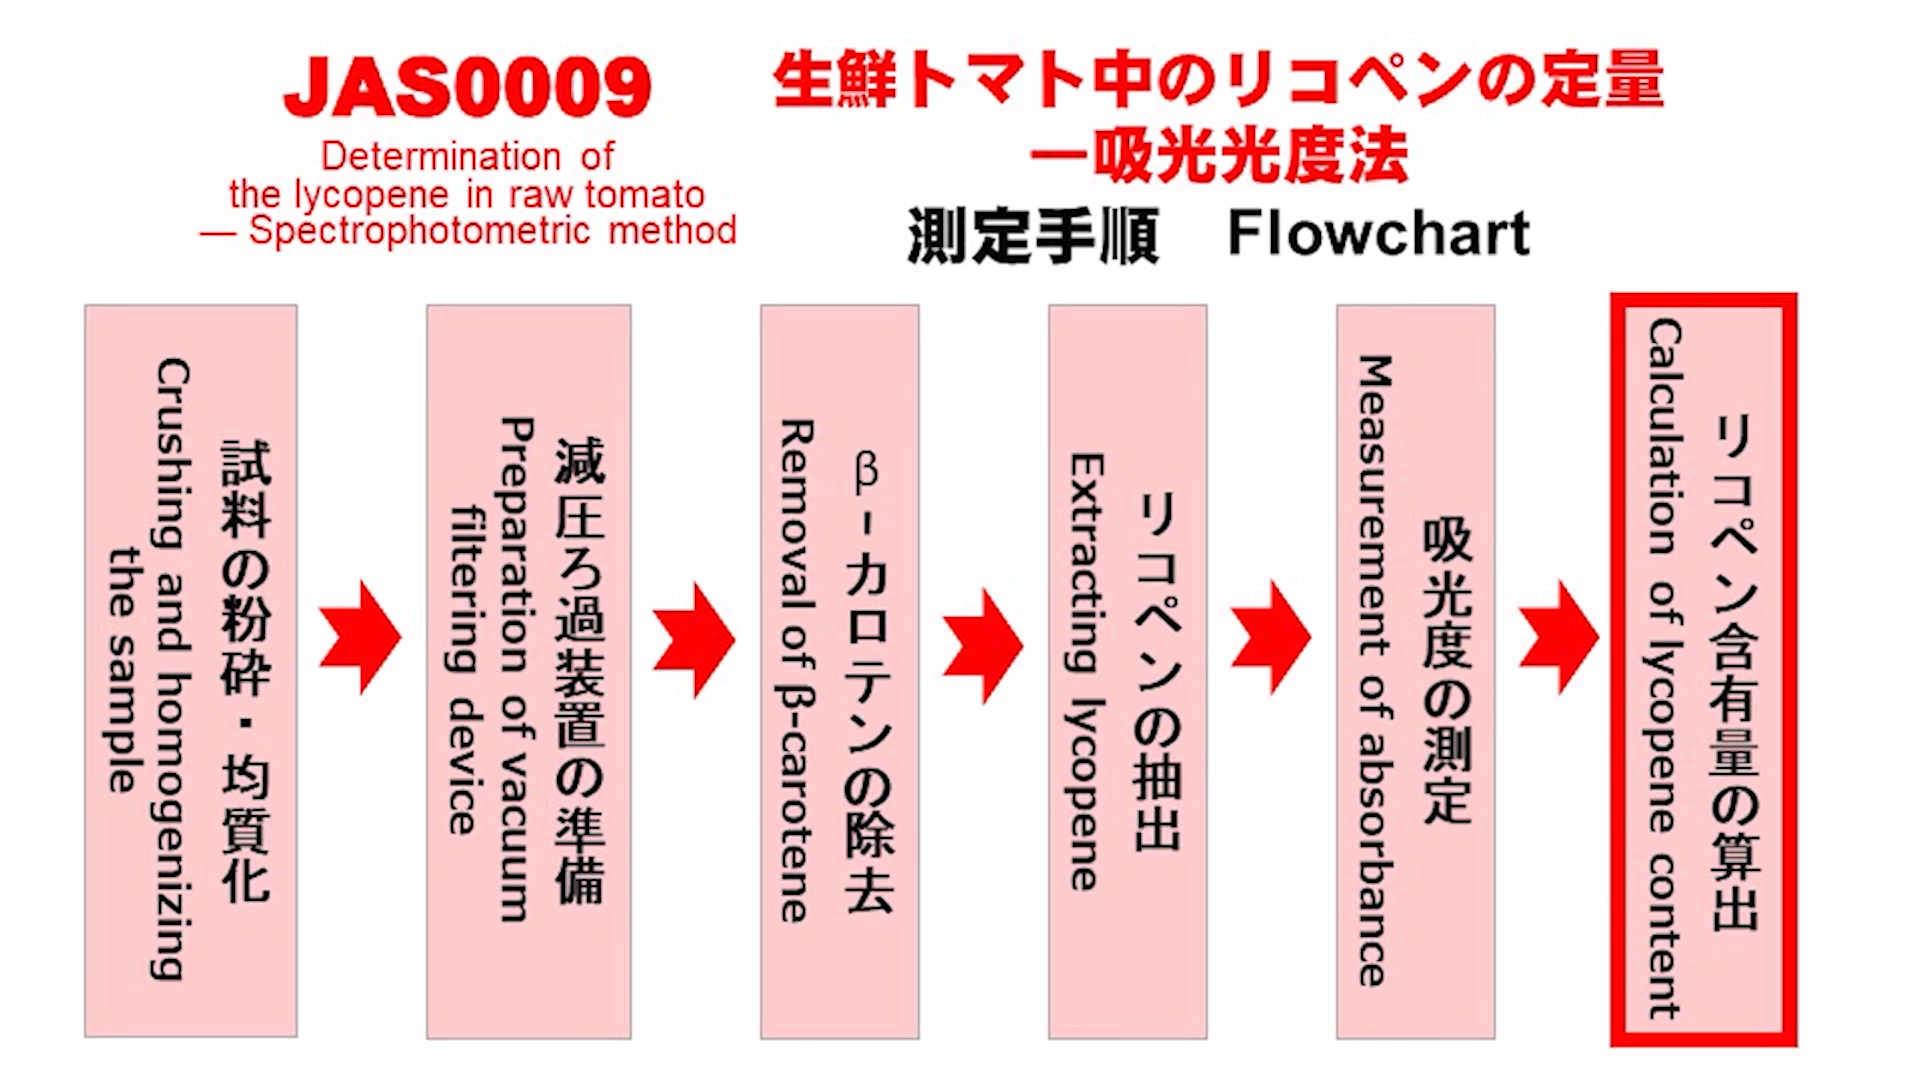 JAS0009
Determination of
the lycopene in raw tomato
— Spectrophotometric method
生鮮トマト中のリコペンの定量
—吸光光度法
測定手順 Flowchart
試料の粉砕・均質化
Crushing and homogenizing
the sample
減圧ろ過装置の準備
Preparation of vacuum
filtering device
β-カロテンの除去
Removal of β-carotene
リコペンの抽出
Extracting lycopene
吸光度の測定
Measurement of absorbance
リコペン含有量の算出
Calculation of lycopene content